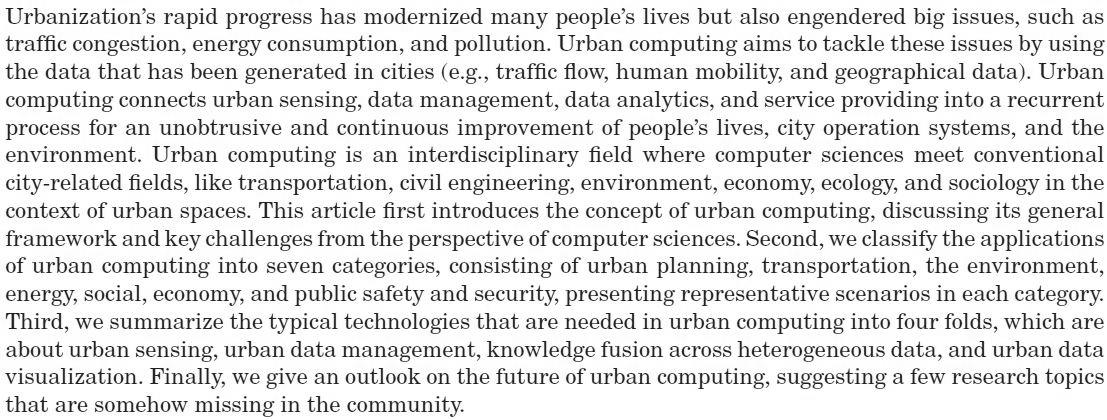 Urbanization’s rapid progress has modernized many people’s lives but also engendered big issues, such as
traffic congestion, energy consumption, and pollution. Urban computing aims to tackle these issues by using
the data that has been generated in cities (e.g., traffic flow, human mobility, and geographical data). Urban
computing connects urban sensing, data management, data analytics, and service providing into a recurrent
process for an unobtrusive and continuous improvement of people’s lives, city operation systems, and the
environment. Urban computing is an interdisciplinary field where computer sciences meet conventional
city-related fields, like transportation, civil engineering, environment, economy, ecology, and sociology in the
context of urban spaces. This article first introduces the concept of urban computing, discussing its general
framework and key challenges from the perspective of computer sciences. Second, we classify the applications
of urban computing into seven categories, consisting of urban planning, transportation, the environment,
energy, social, economy, and public safety and security, presenting representative scenarios in each category.
Third, we summarize the typical technologies that are needed in urban computing into four folds, which are
about urban sensing, urban data management, knowledge fusion across heterogeneous data, and urban data
visualization. Finally, we give an outlook on the future of urban computing, suggesting a few research topics
that are somehow missing in the community.